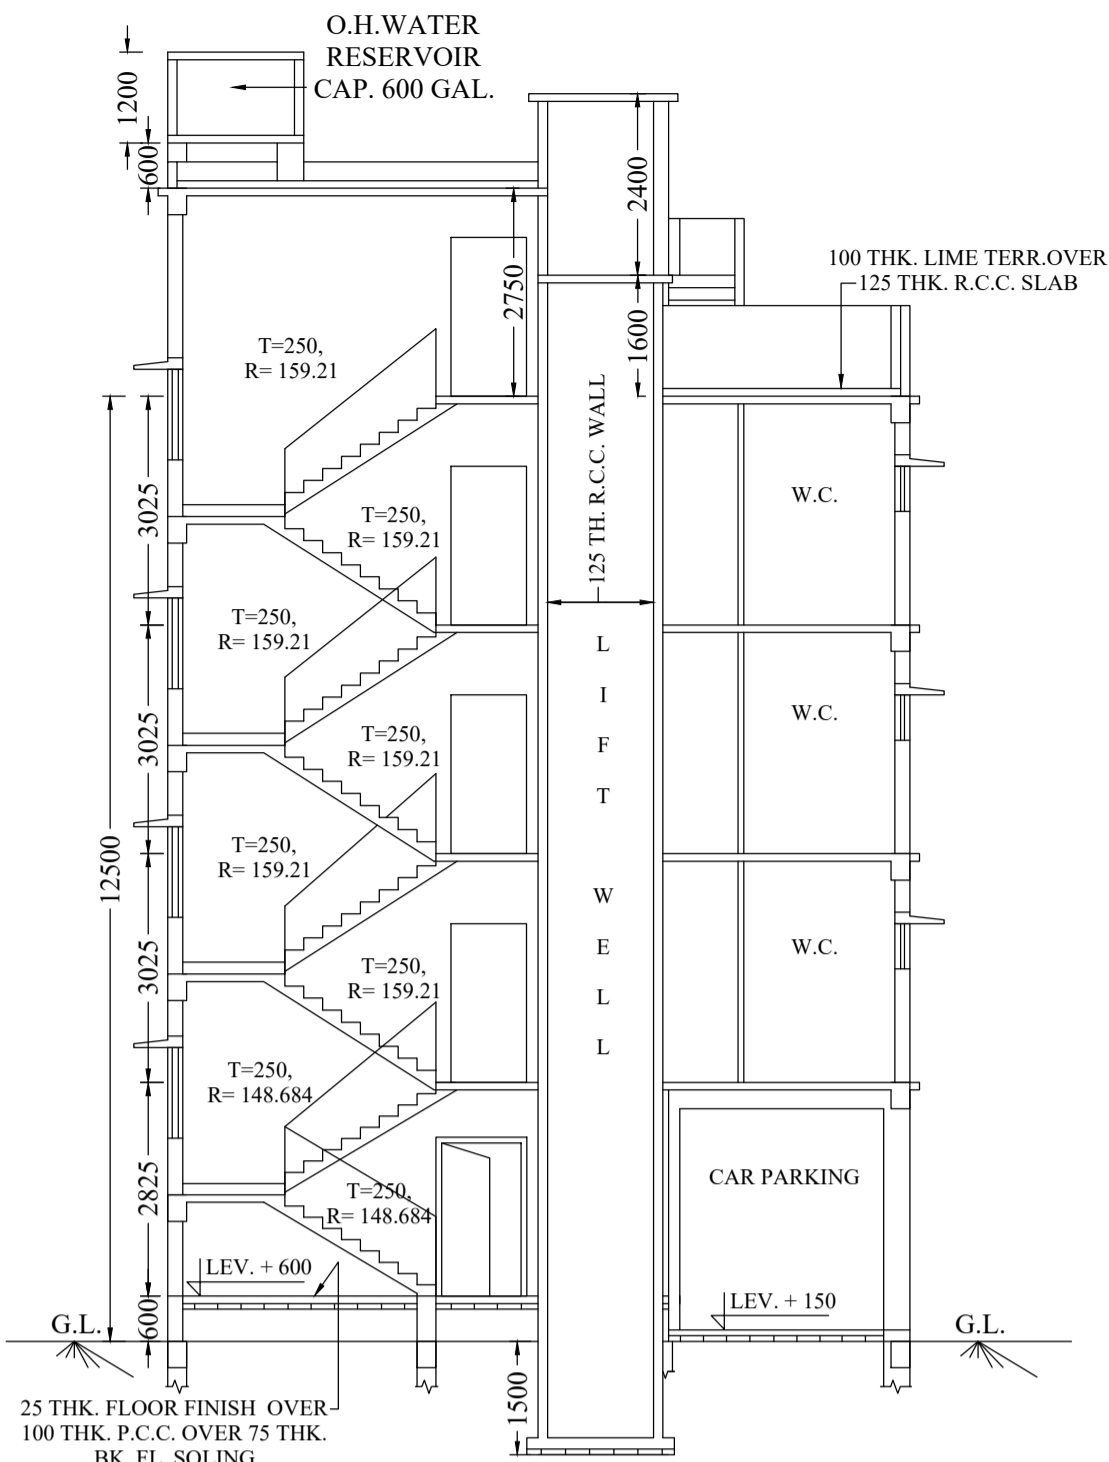 O.H.WATER
RESERVOIR
CAP. 600 GAL.
1200
600
2400
2750
1600
100 THK. LIME TERR.OVER
125 THK. R.C.C. SLAB
T=250,
R= 159.21
125 TH. R.C.C. WALL
3025
T=250,
R= 159.21
W.C.
T=250,
R= 159.21
LIFT WELL
3025
T=250,
R= 159.21
W.C.
12500
T=250,
R= 159.21
3025
T=250,
R= 159.21
W.C.
T=250,
R= 148.684
2825
T=250,
R= 148.684
CAR PARKING
LEV. + 600
LEV. + 150
600
G.L.
G.L.
1500
25 THK. FLOOR FINISH OVER
100 THK. P.C.C. OVER 75 THK.
BK. FL. SOLING